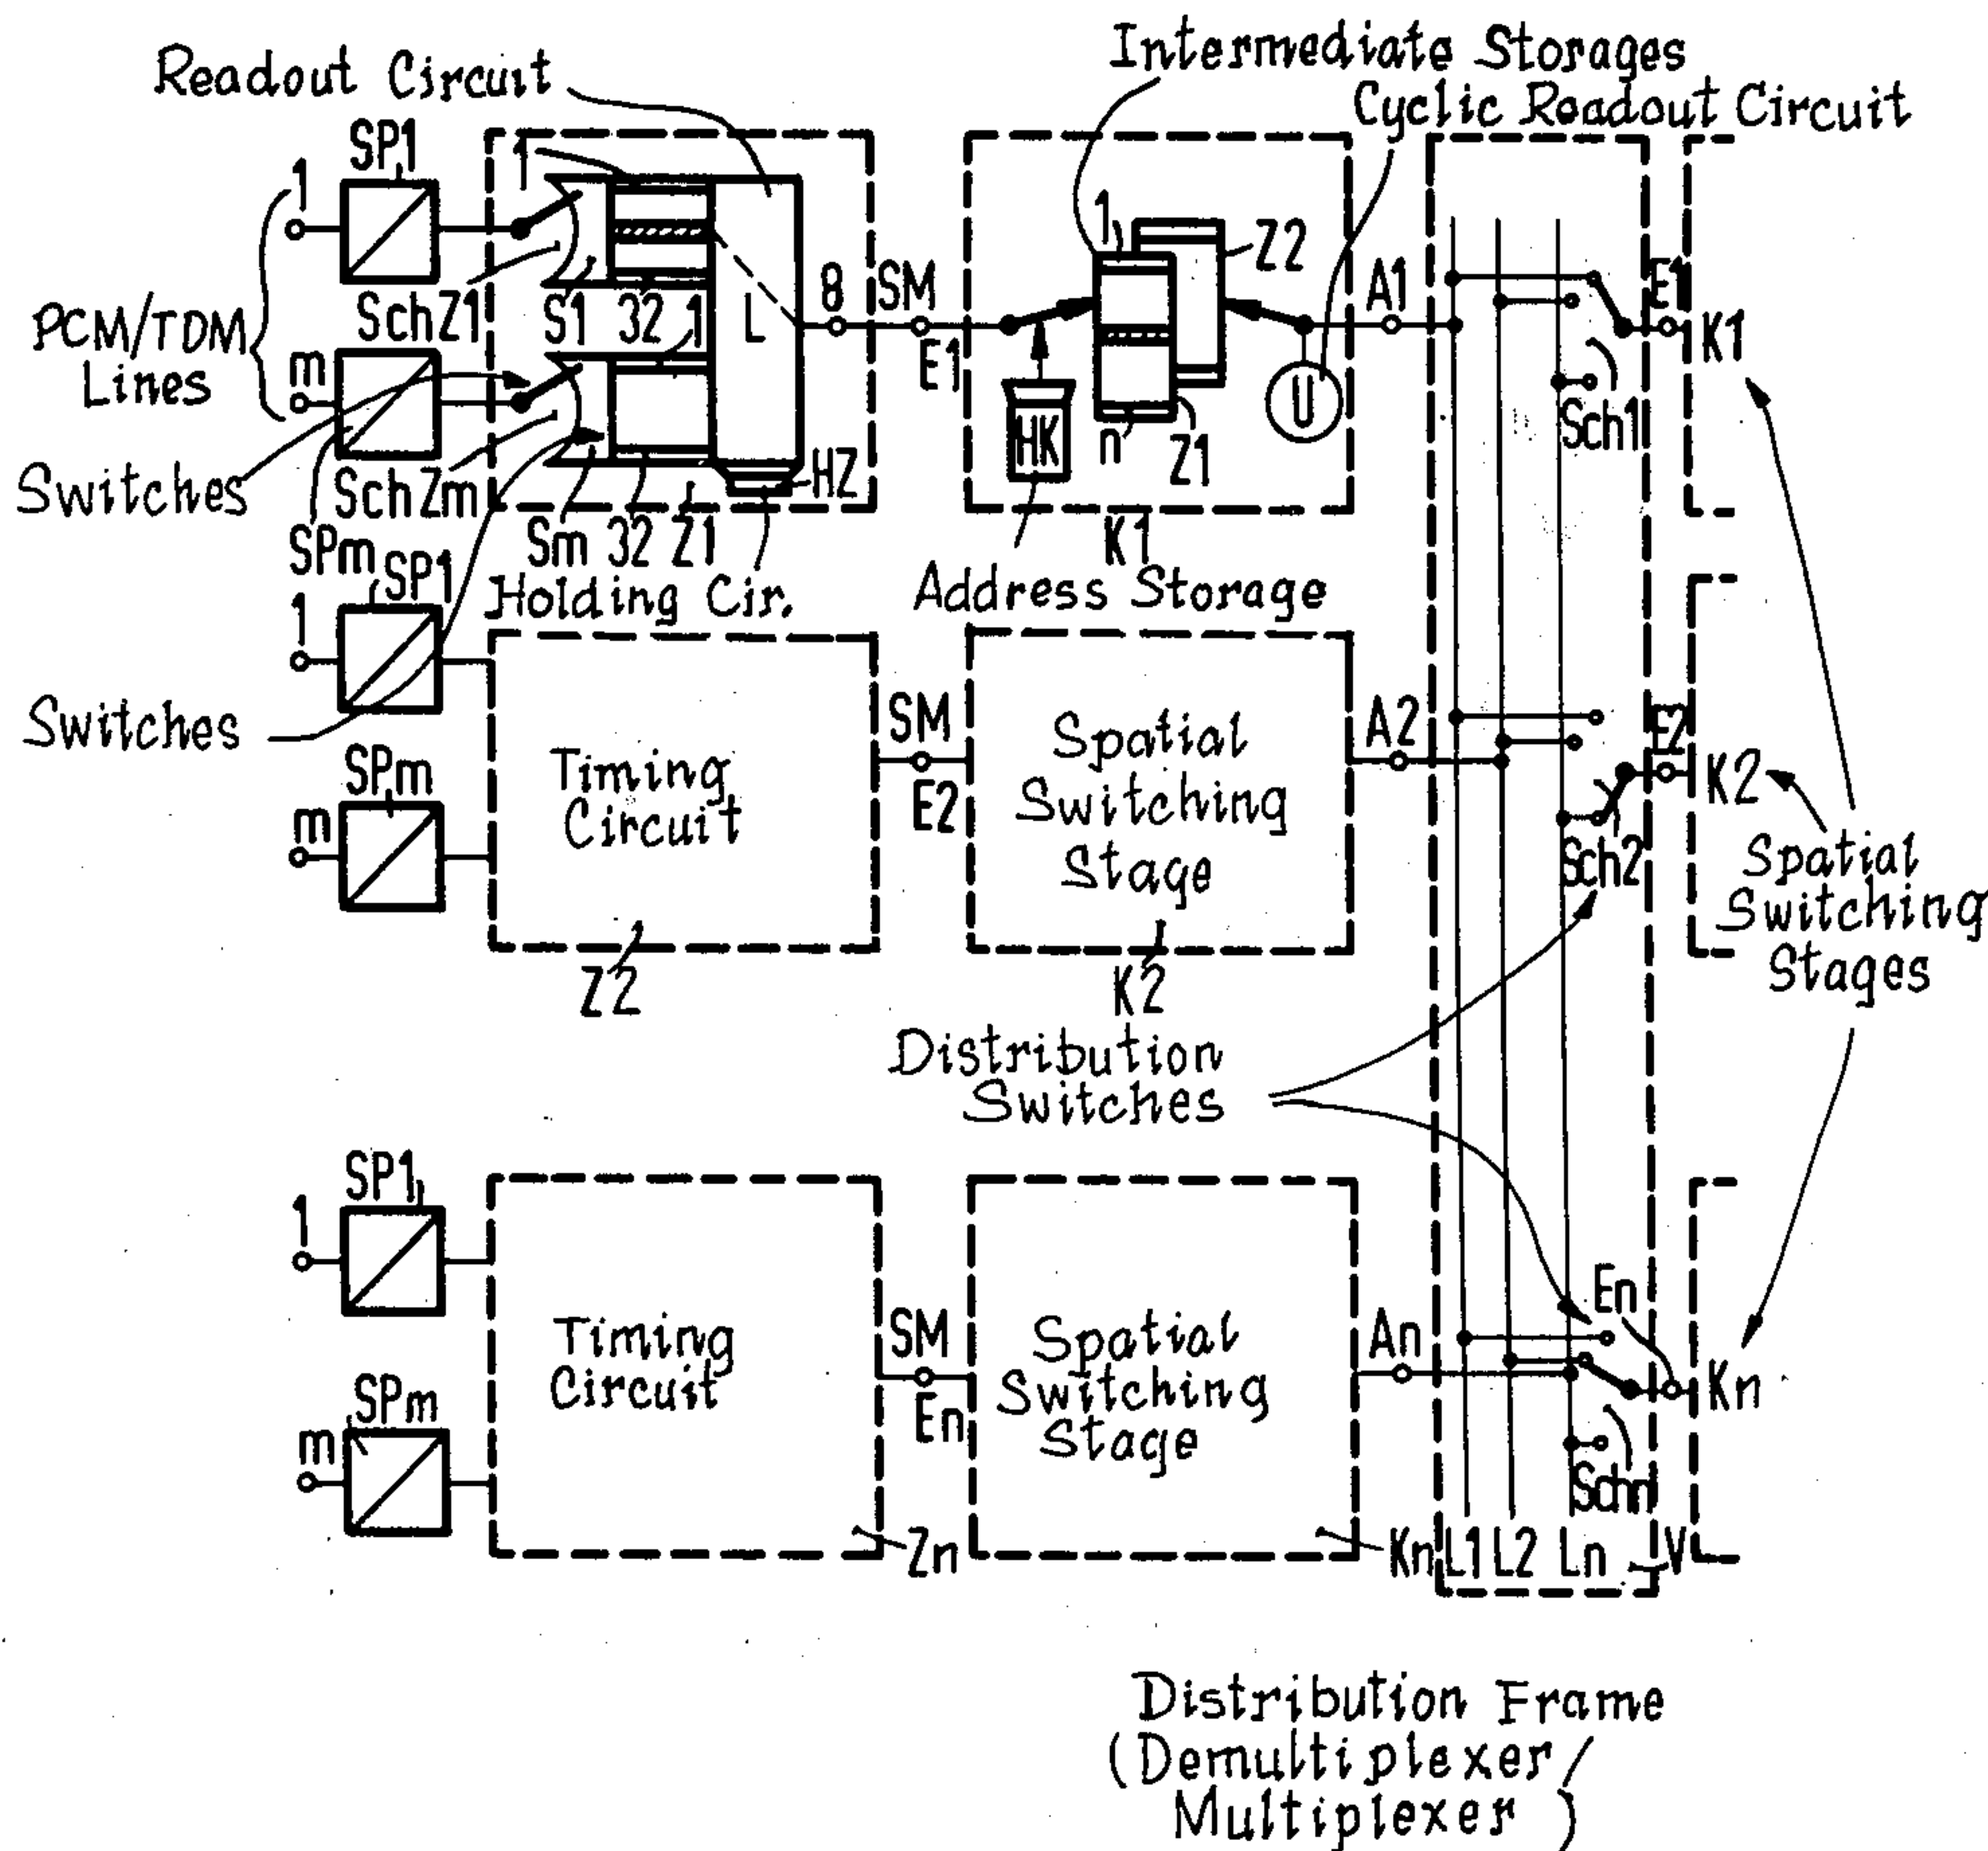 Intermediate Storages
Readout Circuit
Cyclic Readout Circuit
SP1
1
1
1
Z2
SchZ1
S1
32
1
L
8
SM
E1
A1
E1
K1
PCM/TDM
Lines
m
HK
n
Z1
U
Sch1
Switches
SchZm
HZ
SPm
Sm
32
Z1
K1
Holding Cir.
Address Storage
SP1
1
Switches
SPm
m
Timing
Circuit
SM
E2
Spatial
Switching
Stage
A2
E2
K2
Sch2
Spatial
Switching
Stages
Z2
K2
Distribution
Switches
SP1
1
SPm
m
Timing
Circuit
SM
En
Spatial
Switching
Stage
An
En
Kn
Schn
Zn
Kn
L1
L2
Ln
V
Distribution Frame
(Demultiplexer/
Multiplexer)